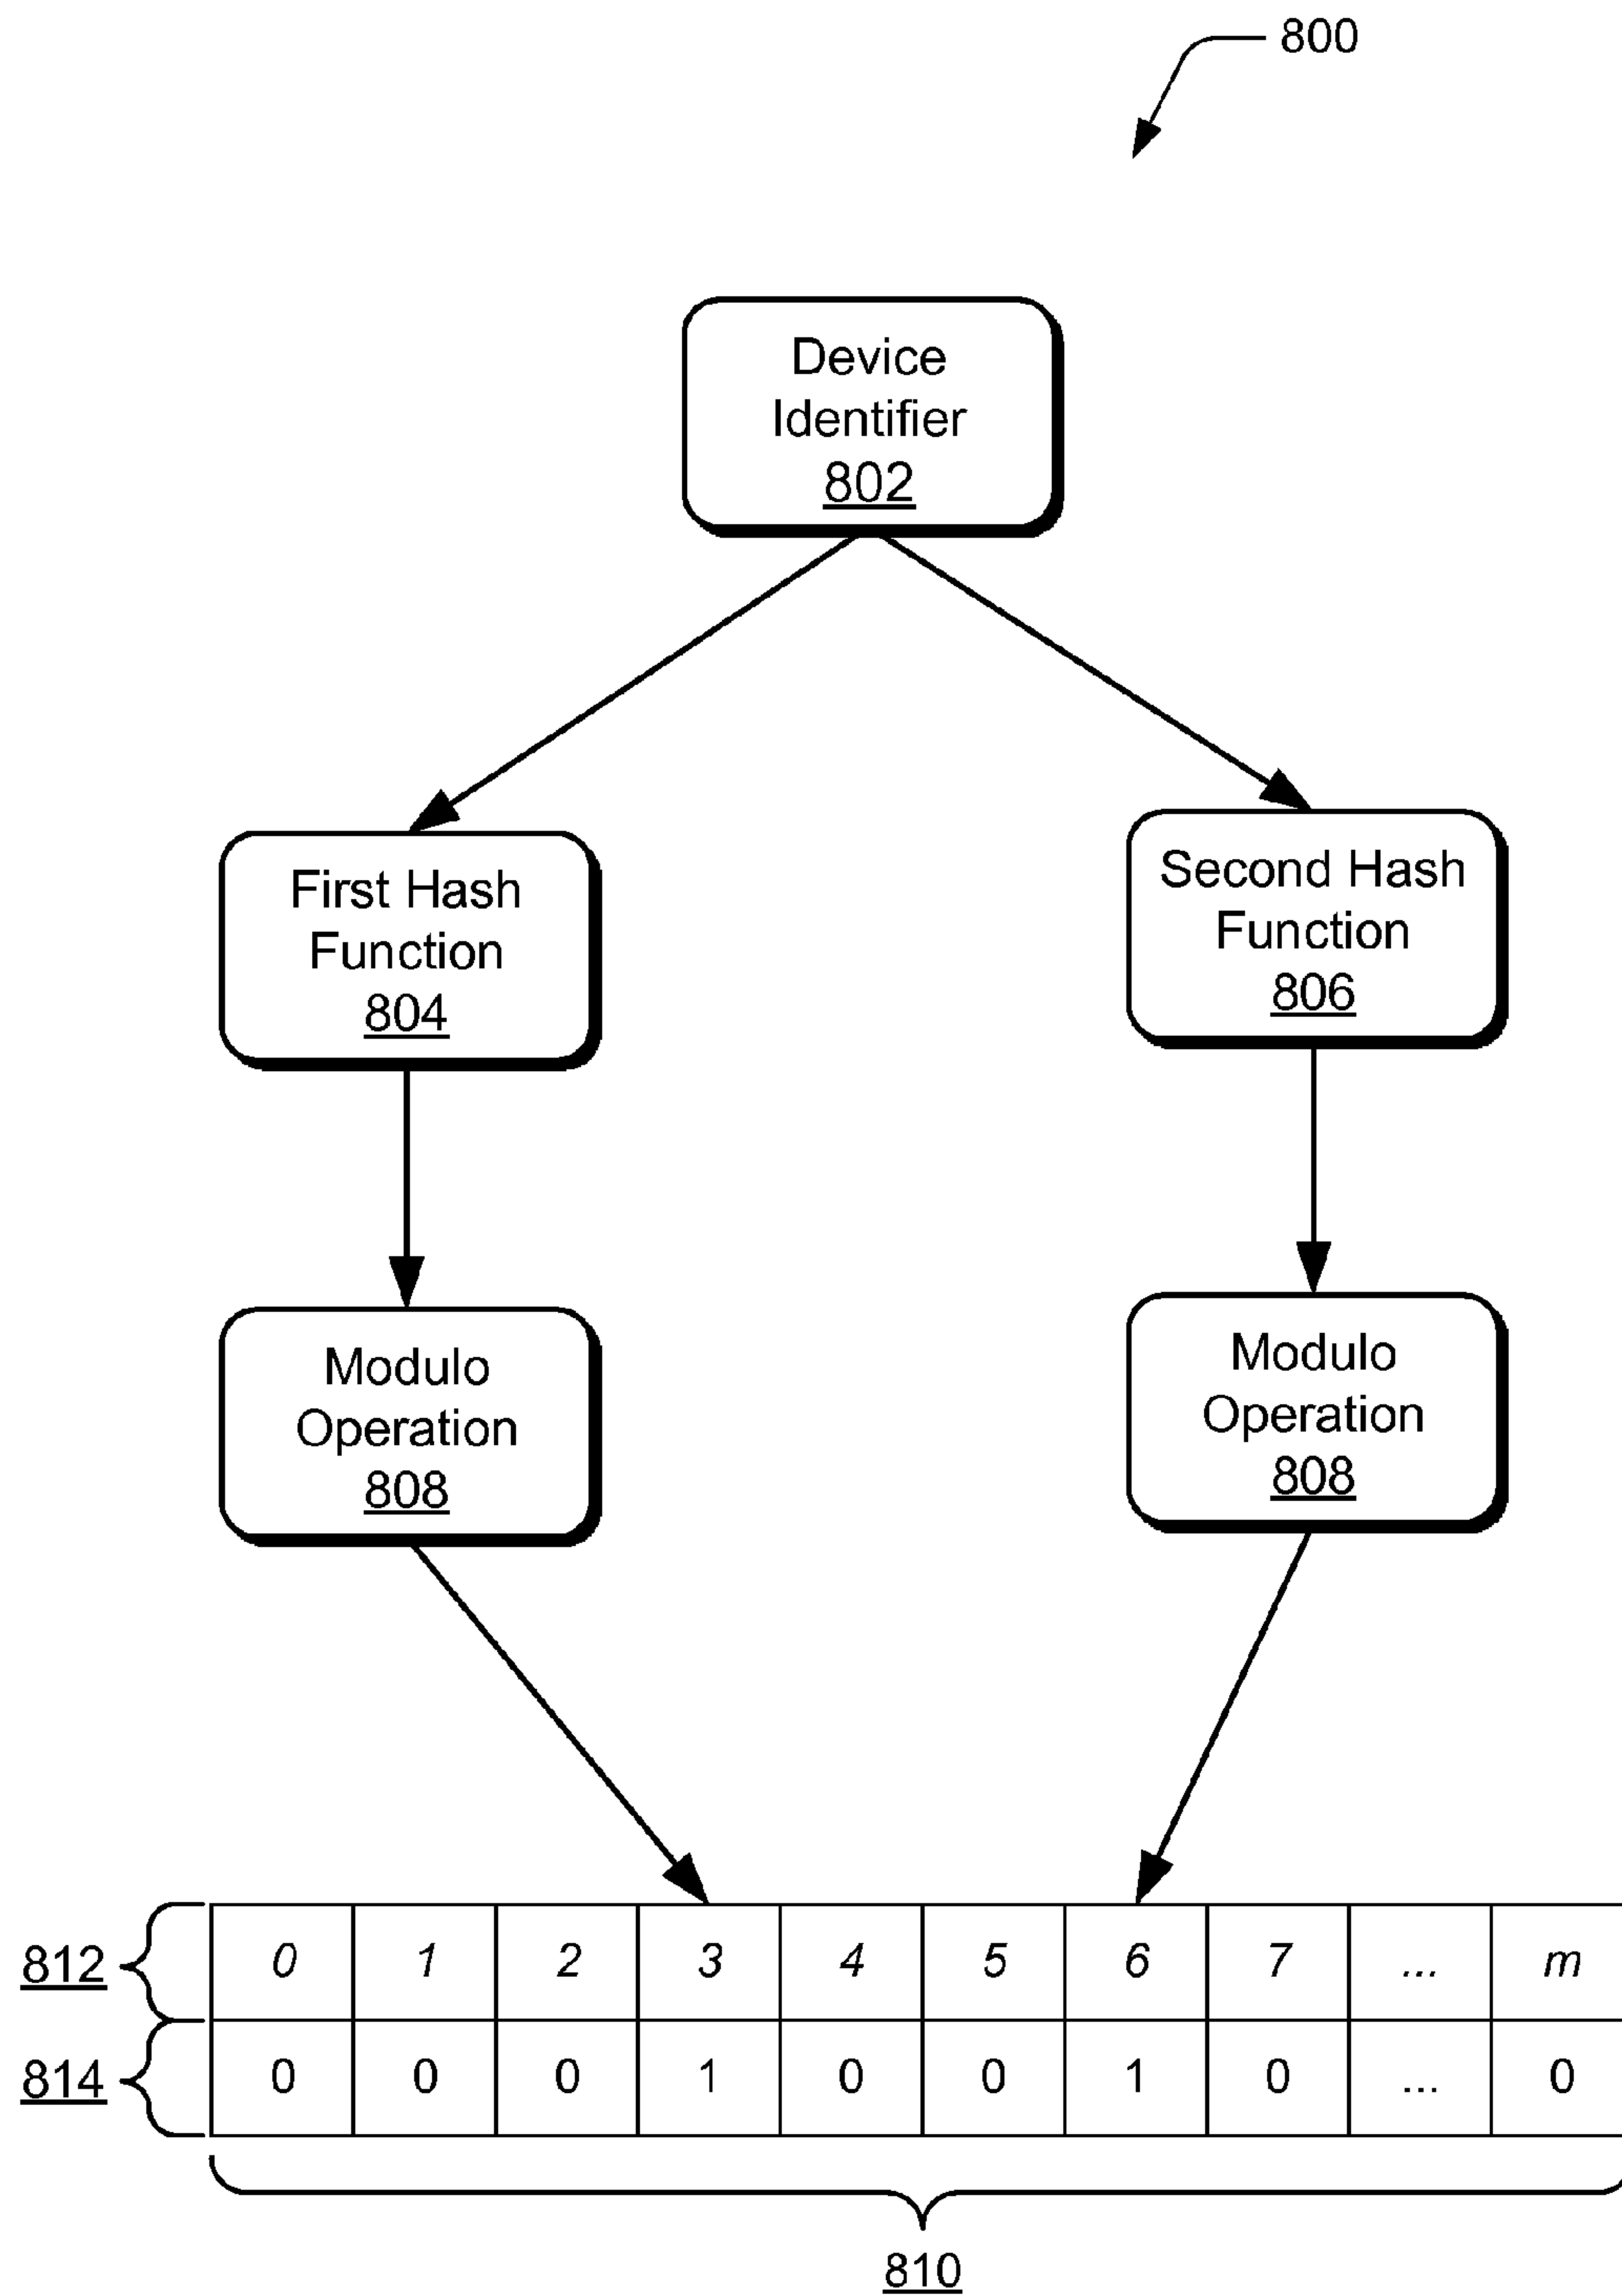 800
Device
Identifier
802
First Hash
Function
804
Second Hash
Function
806
Modulo
Operation
808
Modulo
Operation
808
812 0 1 2 3 4 5 6 7 ... m
814 0 0 0 1 0 0 1 0 ... 0
810